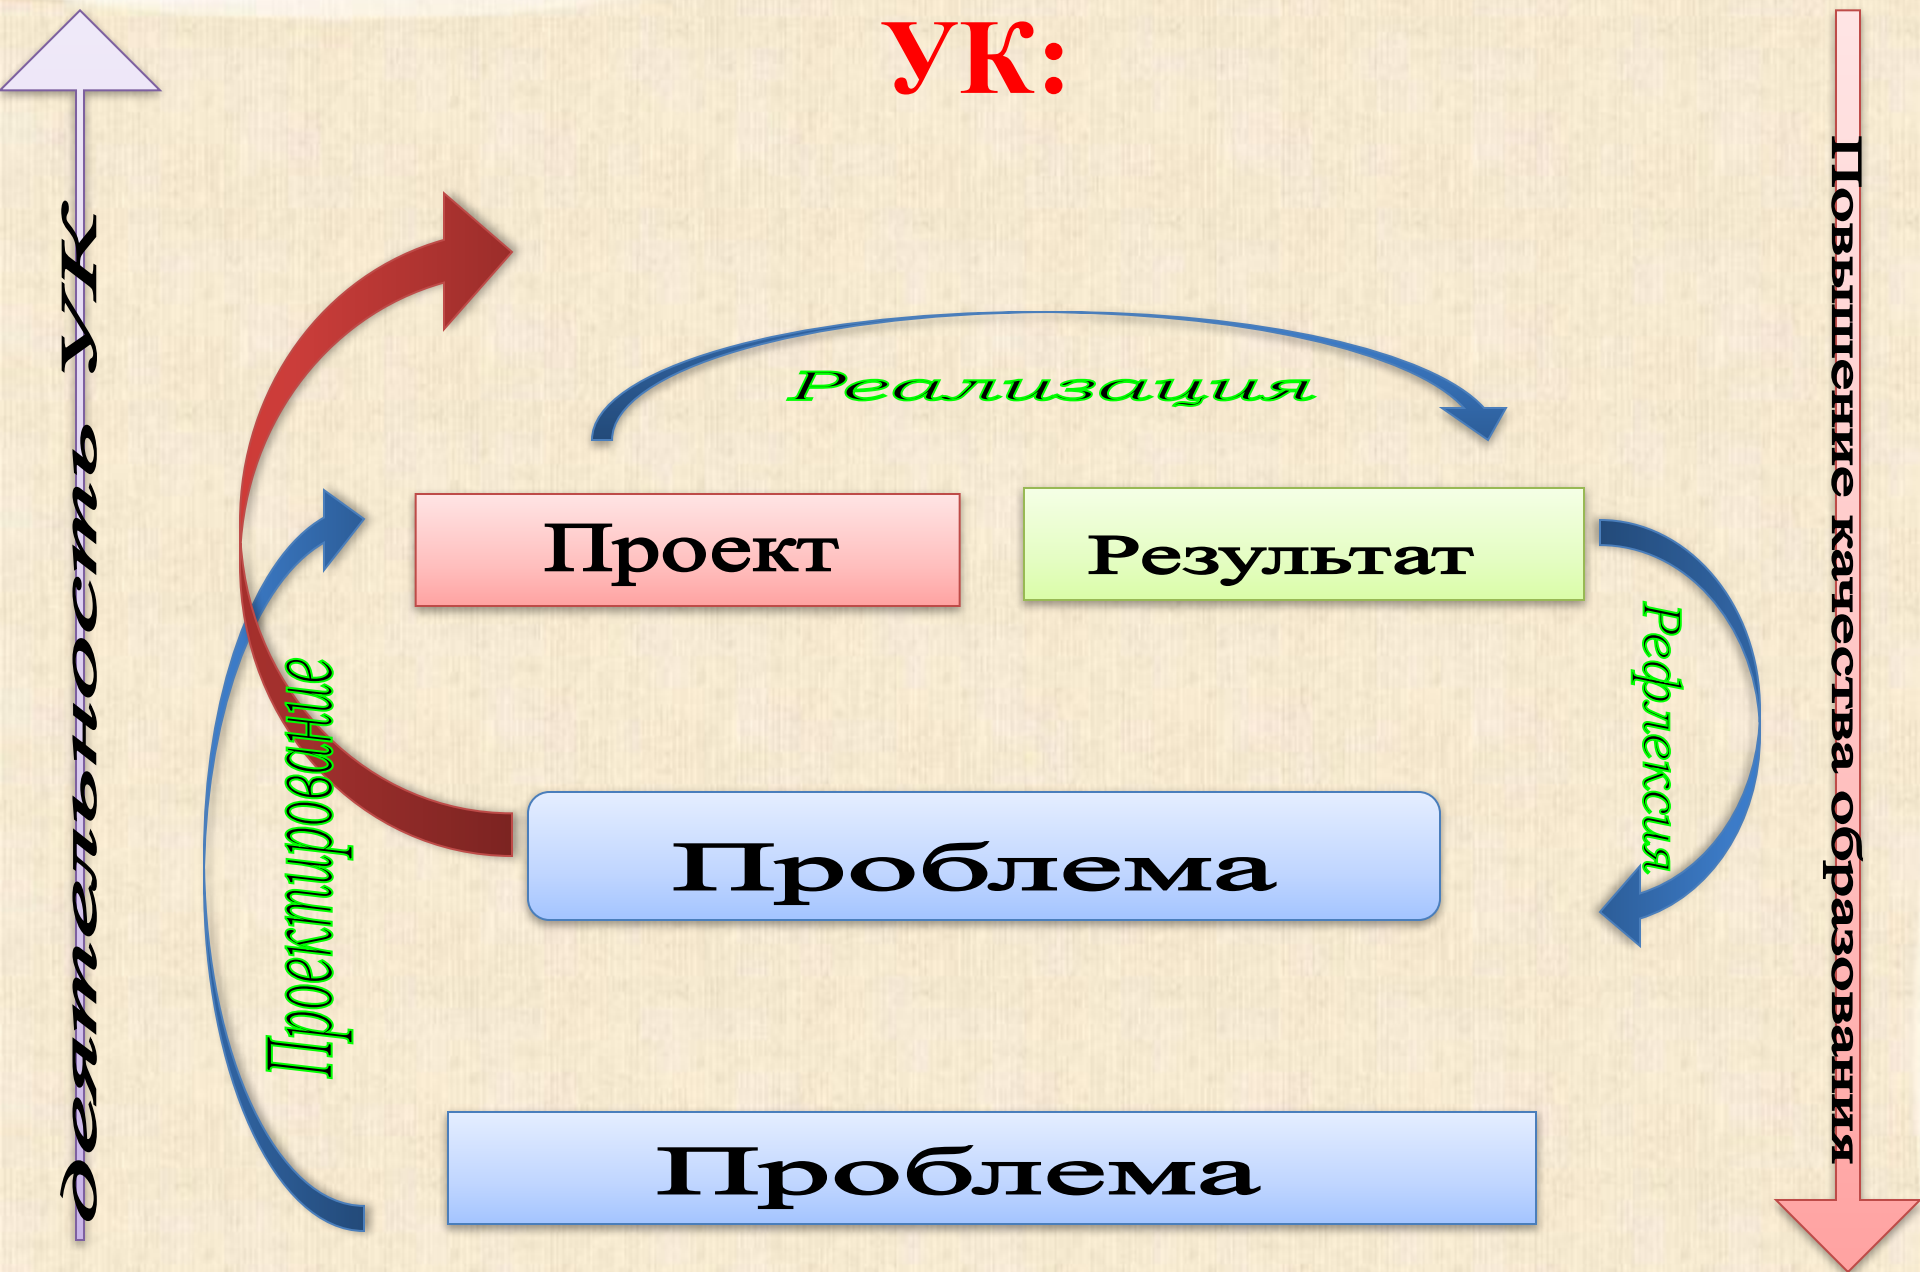 УК:
деятельность УК
Повышение качества образования
Реализация
Проект
Результат
Проектирование
Рефлексия
Проблема
Проблема